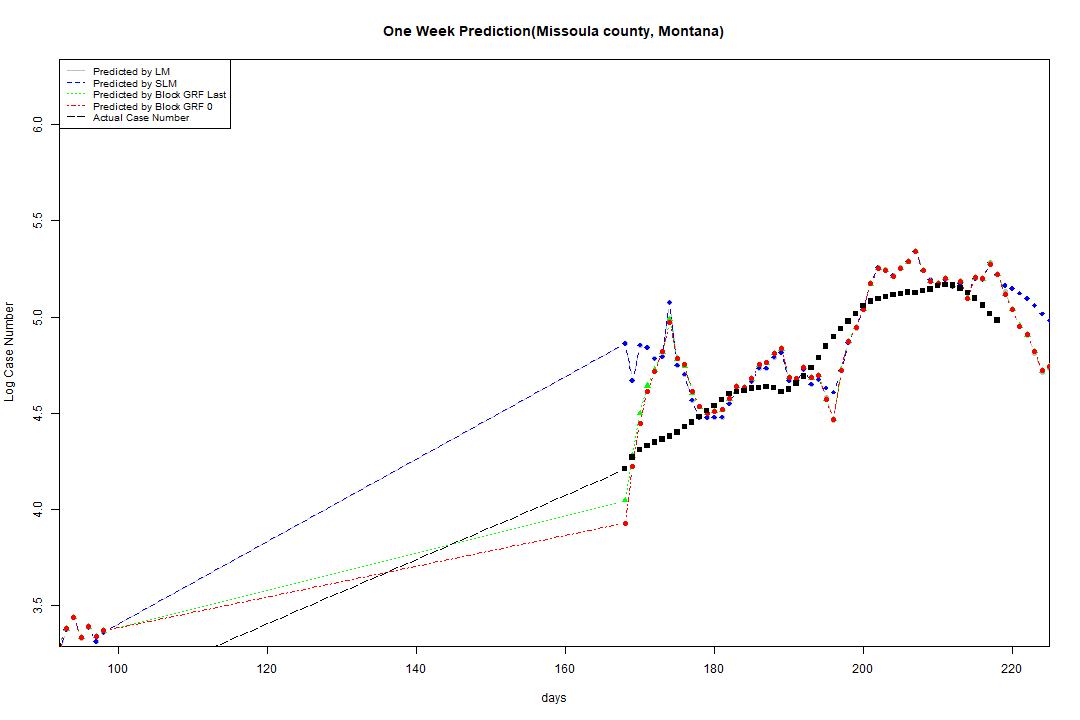 One Week Prediction(Missoula county, Montana)
Predicted by LM
Predicted by SLM
Predicted by Block GRF Last
Predicted by Block GRF 0
Actual Case Number
Log Case Number
6.0
5.5
5.0
4.5
4.0
3.5
100 120 140 160 180 200 220
days